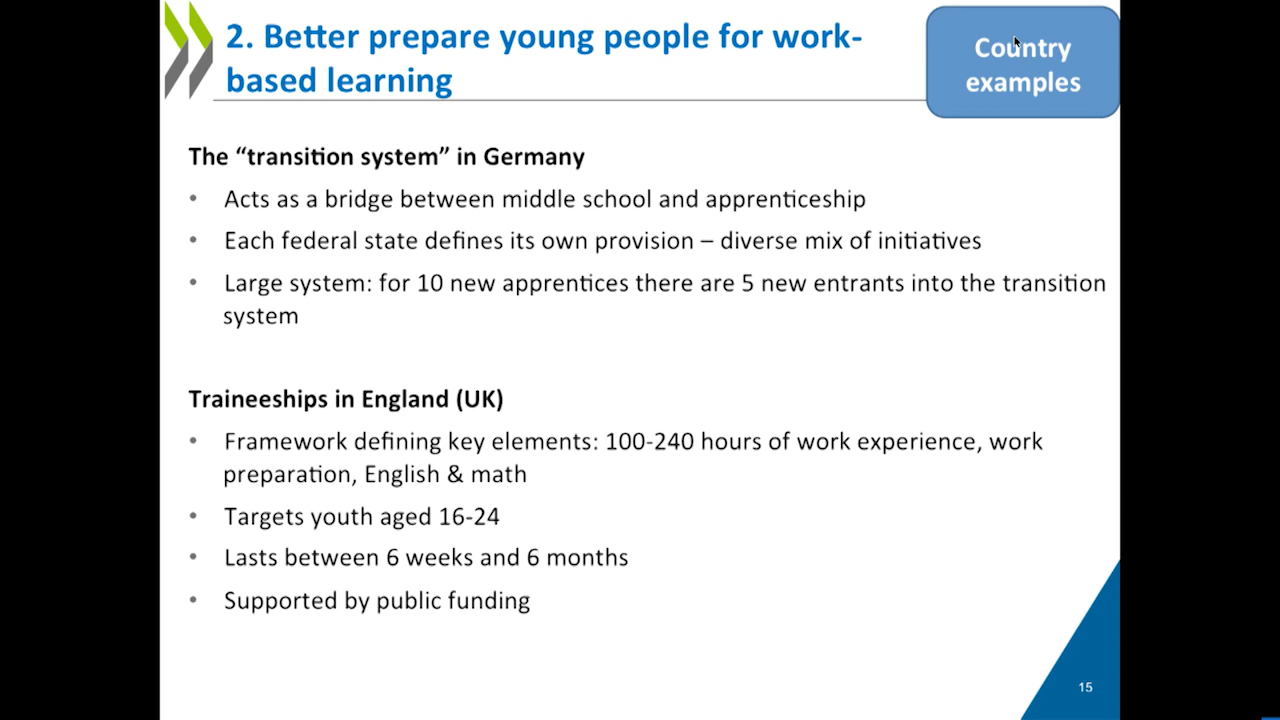 2. Better prepare young people for work-
based learning
Country
examples
The “transition system” in Germany
• Acts as a bridge between middle school and apprenticeship
• Each federal state defines its own provision – diverse mix of initiatives
• Large system: for 10 new apprentices there are 5 new entrants into the transition
system
Traineeships in England (UK)
• Framework defining key elements: 100-240 hours of work experience, work
preparation, English & math
• Targets youth aged 16-24
• Lasts between 6 weeks and 6 months
• Supported by public funding
15